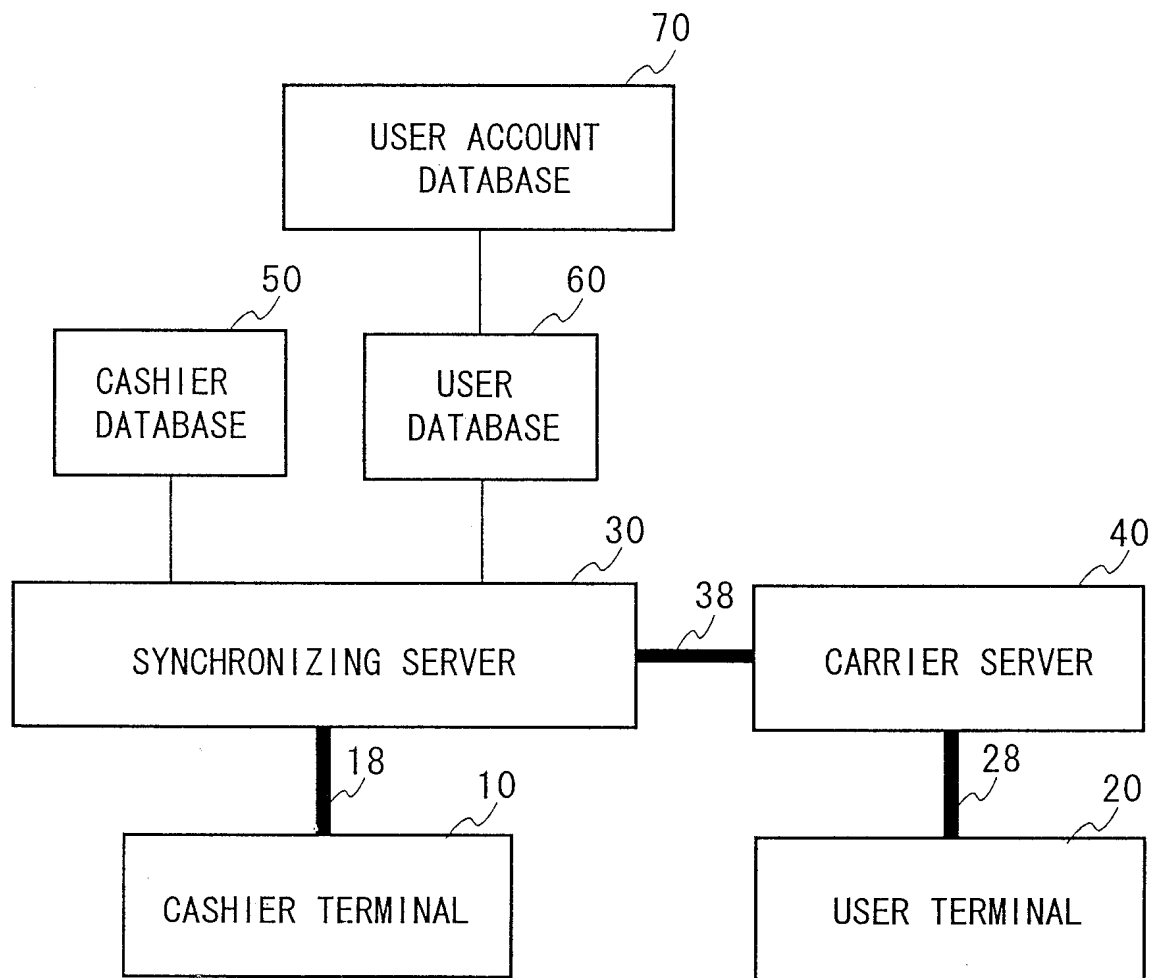 70
USER ACCOUNT
DATABASE
50
60
CASHIER
DATABASE
USER
DATABASE
30
40
38
SYNCHRONIZING SERVER
CARRIER SERVER
18
28
10
20
CASHIER TERMINAL
USER TERMINAL